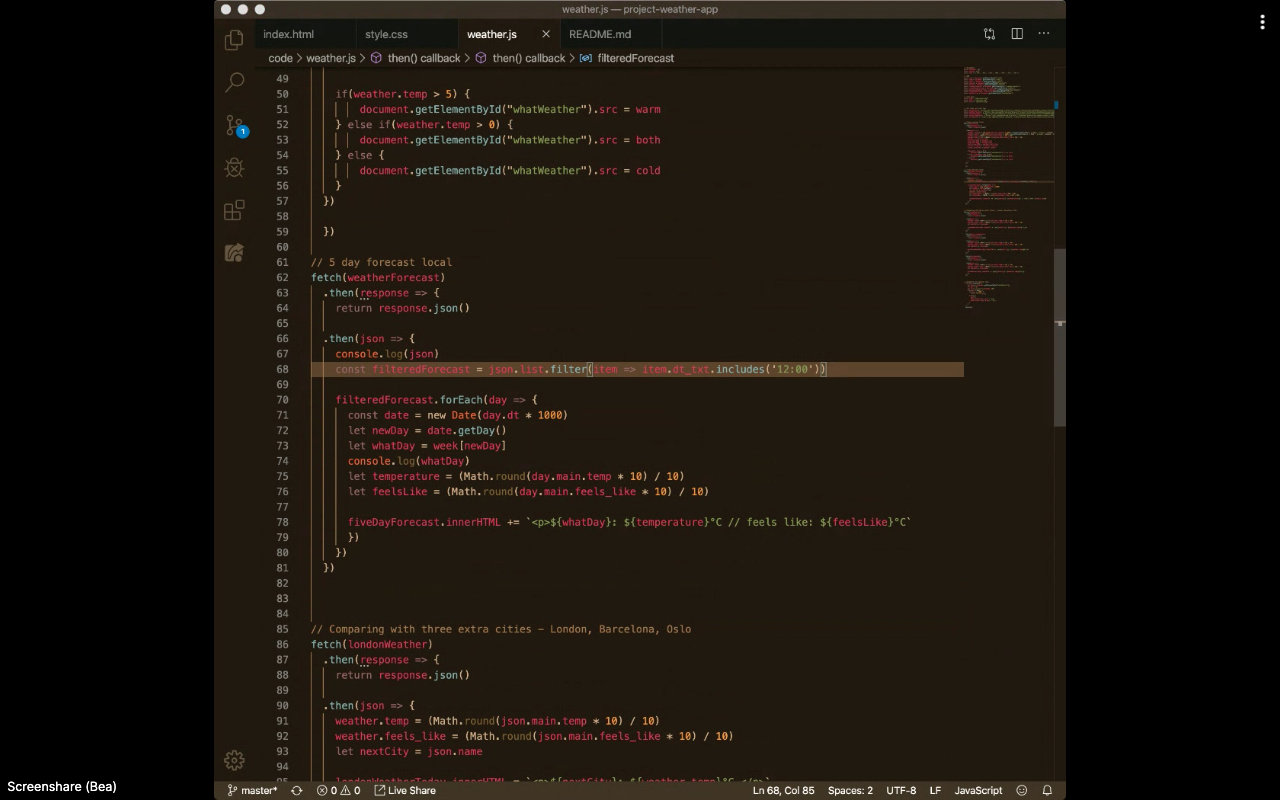 weather.js — project-weather-app
index.html
style.css
weather.js
README.md
code > weather.js > then() callback > then() callback > filteredForecast
49
50 if(weather.temp > 5) {
51 document.getElementById("whatWeather").src = warm
52 } else if(weather.temp > 0) {
53 document.getElementById("whatWeather").src = both
54 } else {
55 document.getElementById("whatWeather").src = cold
56 }
57 })
58
59 })
60
61 // 5 day forecast local
62 fetch(weatherForecast)
63 .then(response => {
64 return response.json()
65
66 .then(json => {
67 console.log(json)
68 const filteredForecast = json.list.filter(item => item.dt_txt.includes('12:00'))
69
70 filteredForecast.forEach(day => {
71 const date = new Date(day.dt * 1000)
72 let newDay = date.getDay()
73 let whatDay = week[newDay]
74 console.log(whatDay)
75 let temperature = (Math.round(day.main.temp * 10) / 10)
76 let feelsLike = (Math.round(day.main.feels_like * 10) / 10)
77
78 fiveDayForecast.innerHTML += `<p>${whatDay}: ${temperature}°C // feels like: ${feelsLike}°C`
79 })
80 })
81 })
82
83
84
85 // Comparing with three extra cities - London, Barcelona, Oslo
86 fetch(londonWeather)
87 .then(response => {
88 return response.json()
89
90 .then(json => {
91 weather.temp = (Math.round(json.main.temp * 10) / 10)
92 weather.feels_like = (Math.round(json.main.feels_like * 10) / 10)
93 let nextCity = json.name
94
1
master*
0 0
Live Share
Ln 68, Col 85
Spaces: 2
UTF-8
LF
JavaScript
Screenshare (Bea)